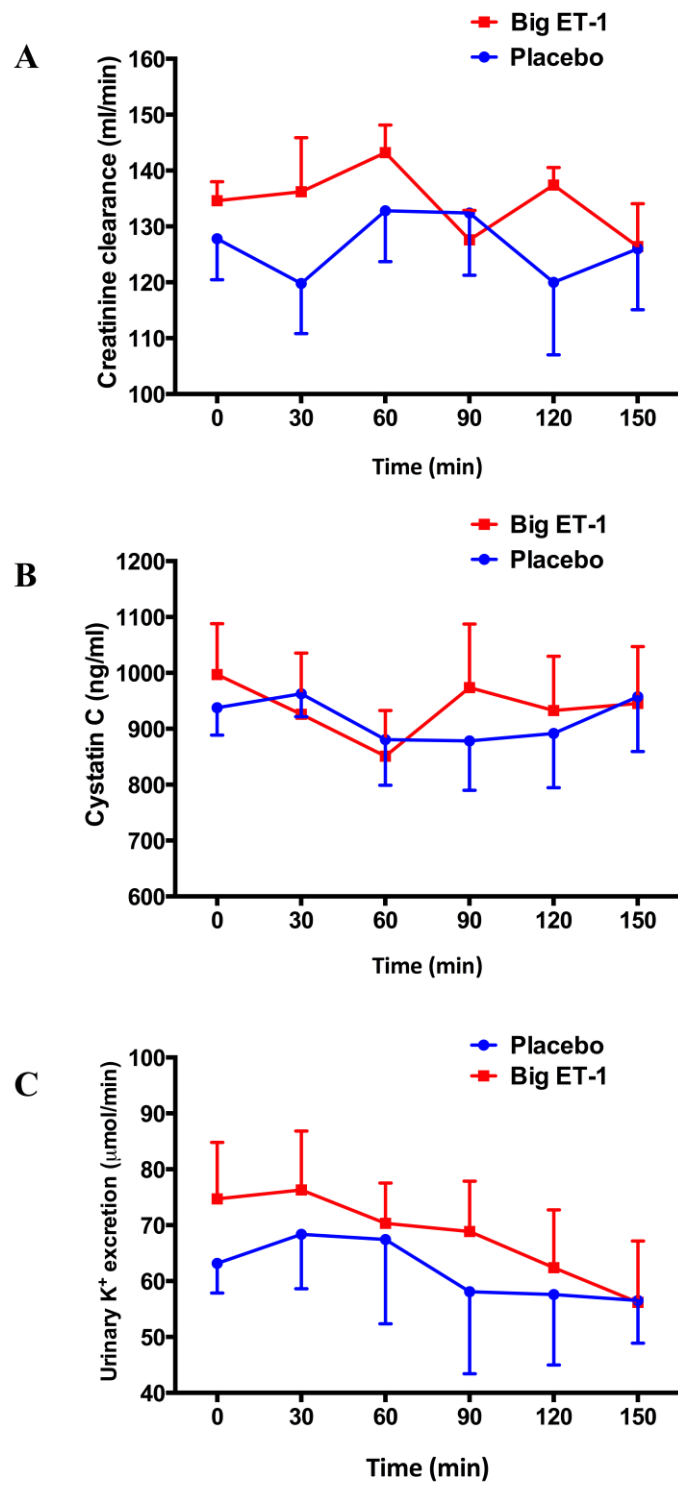 A
Big ET-1
Placebo
Creatinine clearance (ml/min)
160
150
140
130
120
110
100
0 30 60 90 120 150
Time (min)
B
Big ET-1
Placebo
Cystatin C (ng/ml)
1200
1100
1000
900
800
700
600
0 30 60 90 120 150
Time (min)
C
Placebo
Big ET-1
Urinary K⁺ excretion (μmol/min)
100
90
80
70
60
50
40
0 30 60 90 120 150
Time (min)